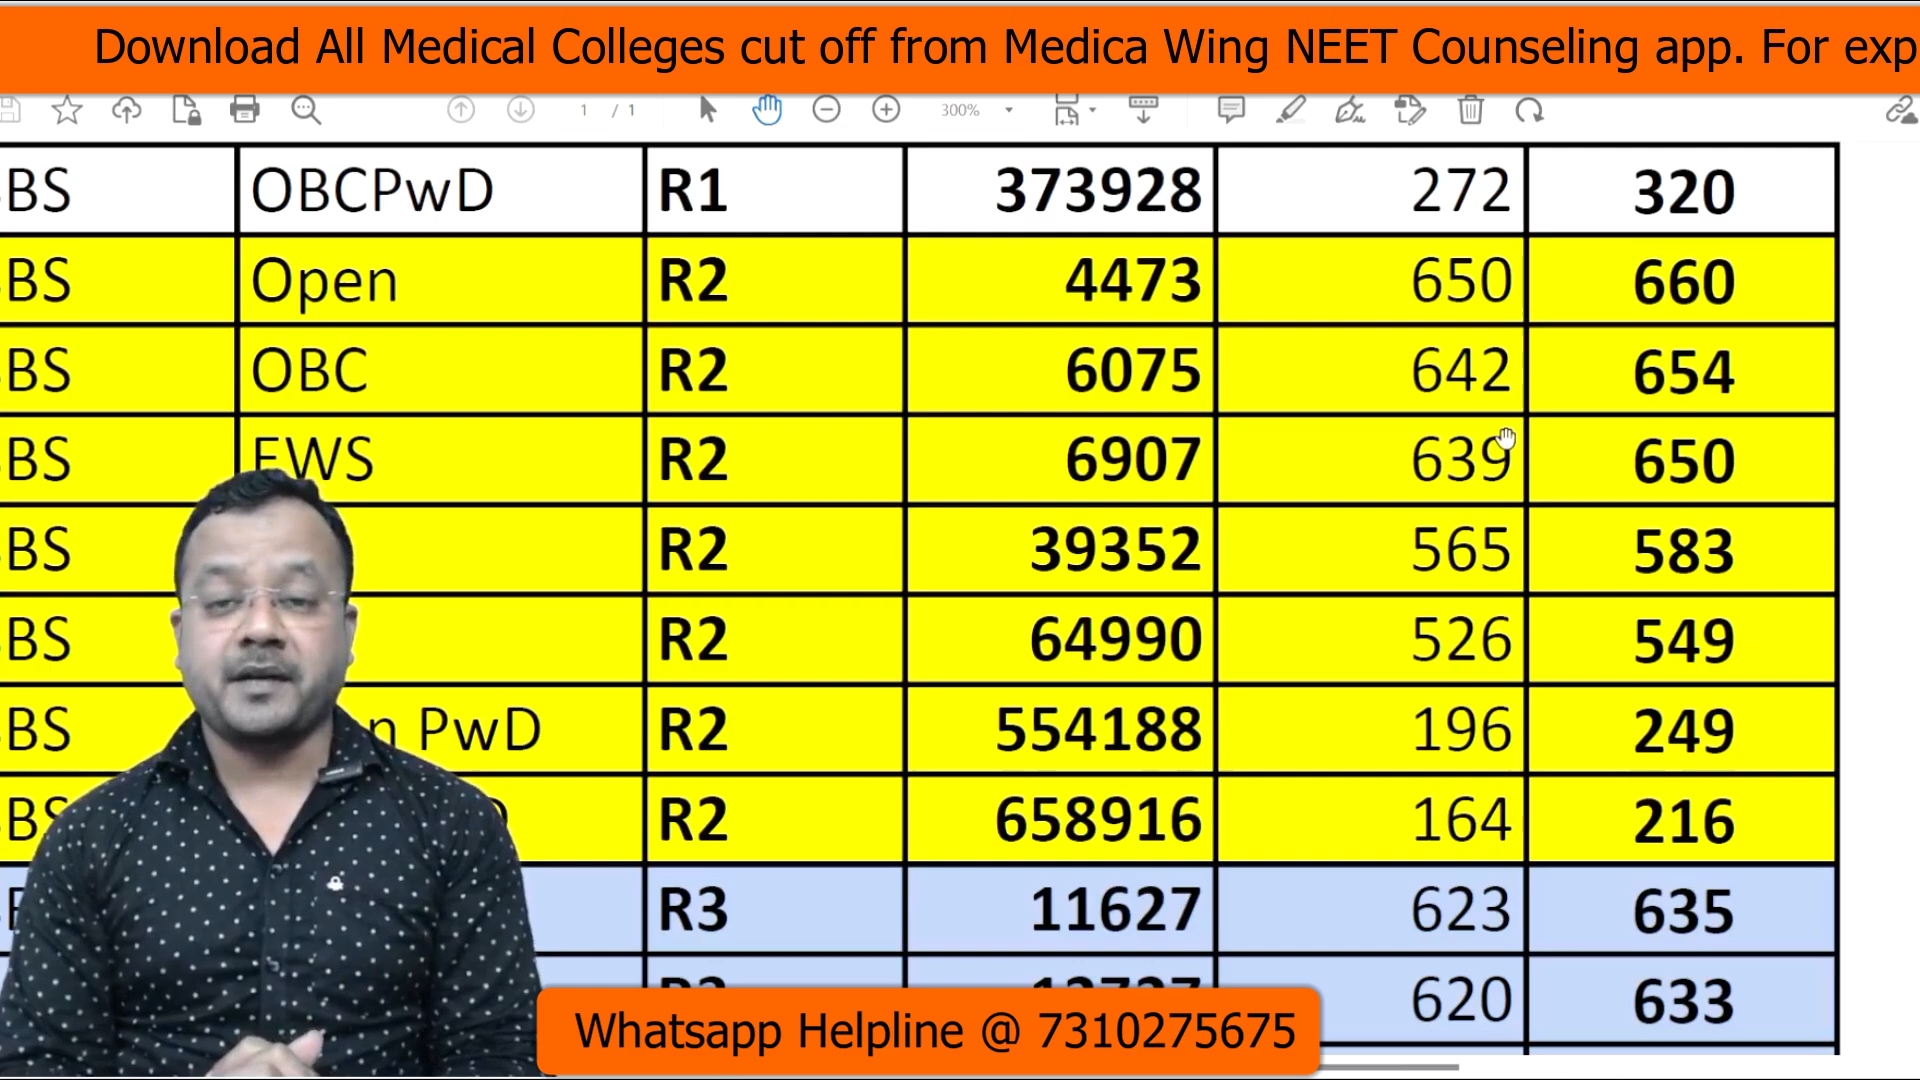 Download All Medical Colleges cut off from Medica Wing NEET Counseling app. For exp
1 / 1 300%
BS OBCPwD R1 373928 272 320
BS Open R2 4473 650 660
BS OBC R2 6075 642 654
BS EWS R2 6907 639 650
BS R2 39352 565 583
BS R2 64990 526 549
BS n PwD R2 554188 196 249
BS R2 658916 164 216
R3 11627 623 635
620 633
Whatsapp Helpline @ 7310275675